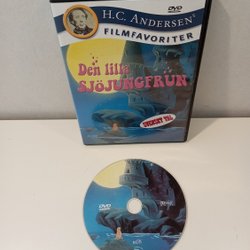 H.C. ANDERSEN
DVD
FILMFAVORITER
Den lilla
SJÖJUNGFRUN
SVENSKT TAL
DVD